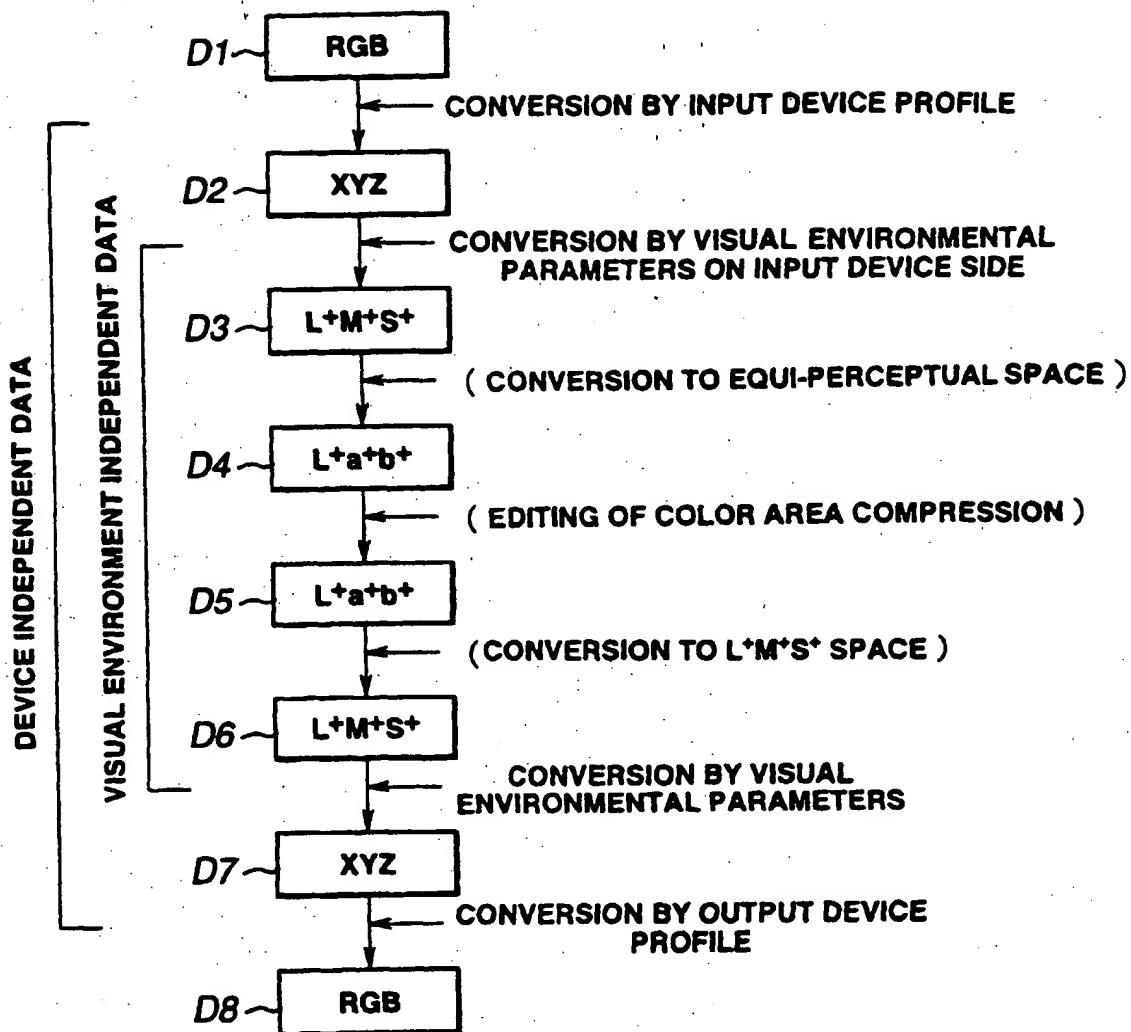 D1
RGB
CONVERSION BY INPUT DEVICE PROFILE
D2
XYZ
CONVERSION BY VISUAL ENVIRONMENTAL
PARAMETERS ON INPUT DEVICE SIDE
D3
L+M+S+
( CONVERSION TO EQUI-PERCEPTUAL SPACE )
D4
L+a+b+
( EDITING OF COLOR AREA COMPRESSION )
D5
L+a+b+
(CONVERSION TO L+M+S+ SPACE )
D6
L+M+S+
CONVERSION BY VISUAL
ENVIRONMENTAL PARAMETERS
D7
XYZ
CONVERSION BY OUTPUT DEVICE
PROFILE
D8
RGB
DEVICE INDEPENDENT DATA
VISUAL ENVIRONMENT INDEPENDENT DATA